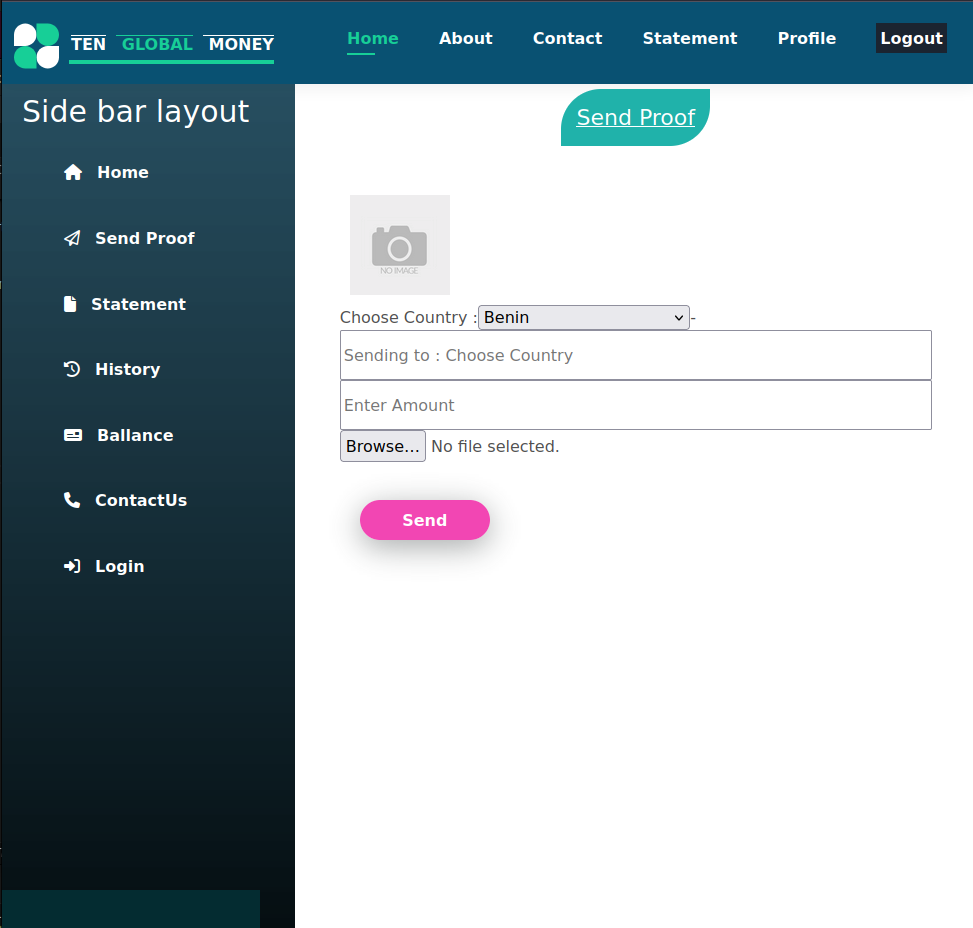 TEN GLOBAL MONEY
Home About Contact Statement Profile Logout
Side bar layout
Home
Send Proof
Statement
History
Ballance
ContactUs
Login
Send Proof
NO IMAGE
Choose Country : Benin -
Sending to : Choose Country
Enter Amount
Browse... No file selected.
Send